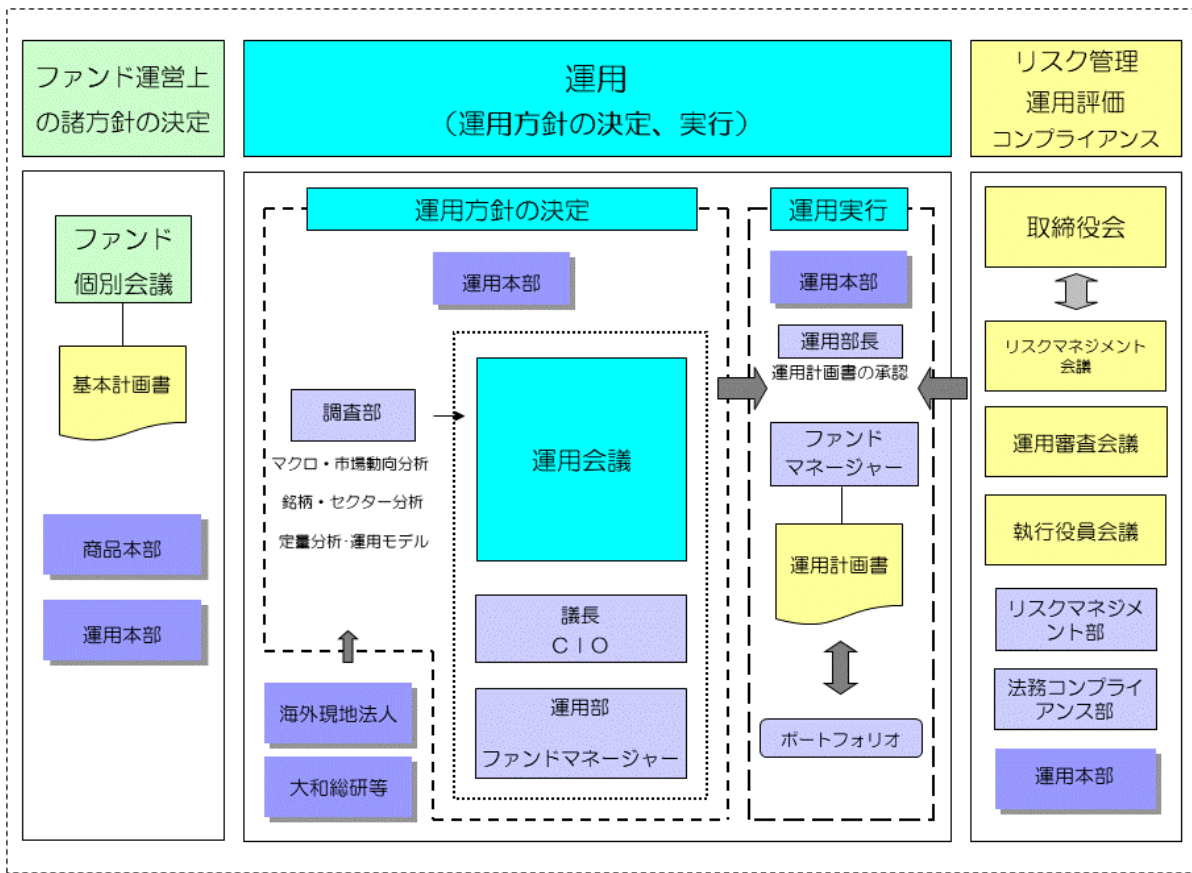 ファンド運営上
の諸方針の決定
運用
（運用方針の決定、実行）
リスク管理
運用評価
コンプライアンス
ファンド
個別会議
基本計画書
商品本部
運用本部
運用方針の決定
運用本部
調査部
マクロ・市場動向分析
銘柄・セクター分析
定量分析･運用モデル
運用会議
議長
ＣＩＯ
運用部
ファンドマネージャー
海外現地法人
大和総研等
運用実行
運用本部
運用部長
運用計画書の承認
ファンド
マネージャー
運用計画書
ポートフォリオ
取締役会
リスクマネジメント
会議
運用審査会議
執行役員会議
リスクマネジメ
ント部
法務コンプライ
アンス部
運用本部